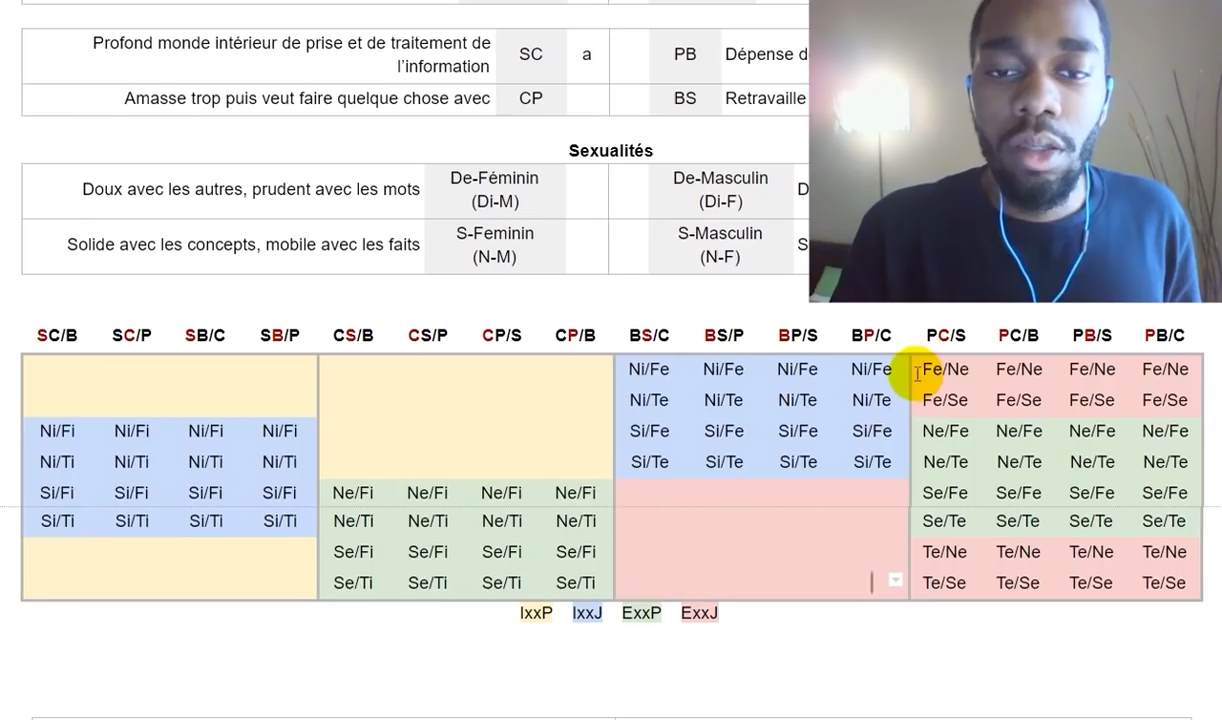 Profond monde intérieur de prise et de traitement de
l'information
SC a PB Dépense d
Amasse trop puis veut faire quelque chose avec CP BS Retravaille
Sexualités
Doux avec les autres, prudent avec les mots
De-Féminin
(Di-M)
De-Masculin
(Di-F)
D
Solide avec les concepts, mobile avec les faits
S-Feminin
(N-M)
S-Masculin
(N-F)
S
SC/B SC/P SB/C SB/P CS/B CS/P CP/S CP/B BS/C BS/P BP/S BP/C PC/S PC/B PB/S PB/C
Ni/Fe Ni/Fe Ni/Fe Ni/Fe Fe/Ne Fe/Ne Fe/Ne Fe/Ne
Ni/Te Ni/Te Ni/Te Ni/Te Fe/Se Fe/Se Fe/Se Fe/Se
Ni/Fi Ni/Fi Ni/Fi Ni/Fi Si/Fe Si/Fe Si/Fe Si/Fe Ne/Fe Ne/Fe Ne/Fe Ne/Fe
Ni/Ti Ni/Ti Ni/Ti Ni/Ti Si/Te Si/Te Si/Te Si/Te Ne/Te Ne/Te Ne/Te Ne/Te
Si/Fi Si/Fi Si/Fi Si/Fi Ne/Fi Ne/Fi Ne/Fi Ne/Fi Se/Fe Se/Fe Se/Fe Se/Fe
Si/Ti Si/Ti Si/Ti Si/Ti Ne/Ti Ne/Ti Ne/Ti Ne/Ti Se/Te Se/Te Se/Te Se/Te
Se/Fi Se/Fi Se/Fi Se/Fi Te/Ne Te/Ne Te/Ne Te/Ne
Se/Ti Se/Ti Se/Ti Se/Ti Te/Se Te/Se Te/Se Te/Se
IxxP IxxJ ExxP ExxJ